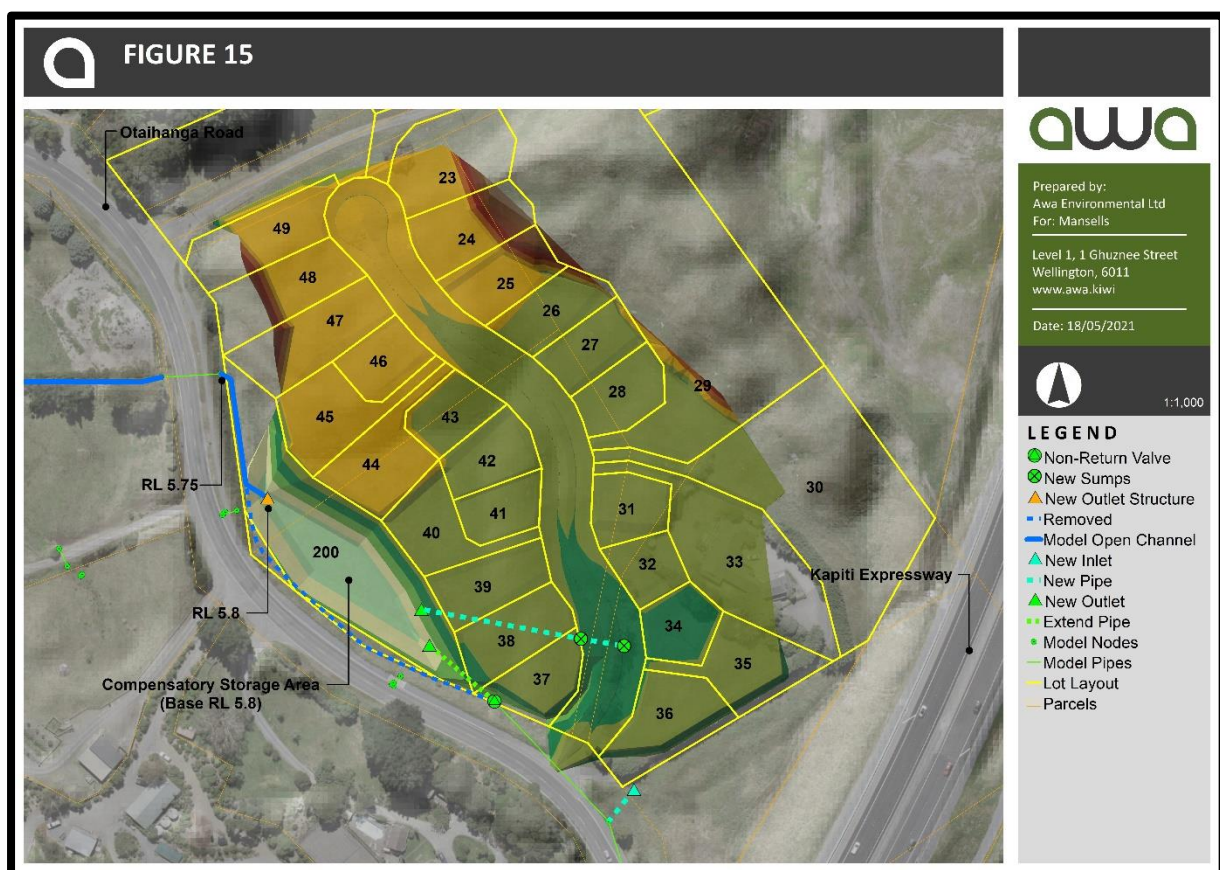 FIGURE 15
Otaihanga Road
23
49
24
48
25
26
47
27
46
28
29
43
45
42
44
RL 5.75
30
41
31
40
200
33
32
39
Kapiti Expressway
RL 5.8
34
38
35
37
Compensatory Storage Area
(Base RL 5.8)
36
awa
Prepared by:
Awa Environmental Ltd
For: Mansells
Level 1, 1 Ghuznee Street
Wellington, 6011
www.awa.kiwi
Date: 18/05/2021
1:1,000
LEGEND
Non-Return Valve
New Sumps
New Outlet Structure
Removed
Model Open Channel
New Inlet
New Pipe
New Outlet
Extend Pipe
Model Nodes
Model Pipes
Lot Layout
Parcels